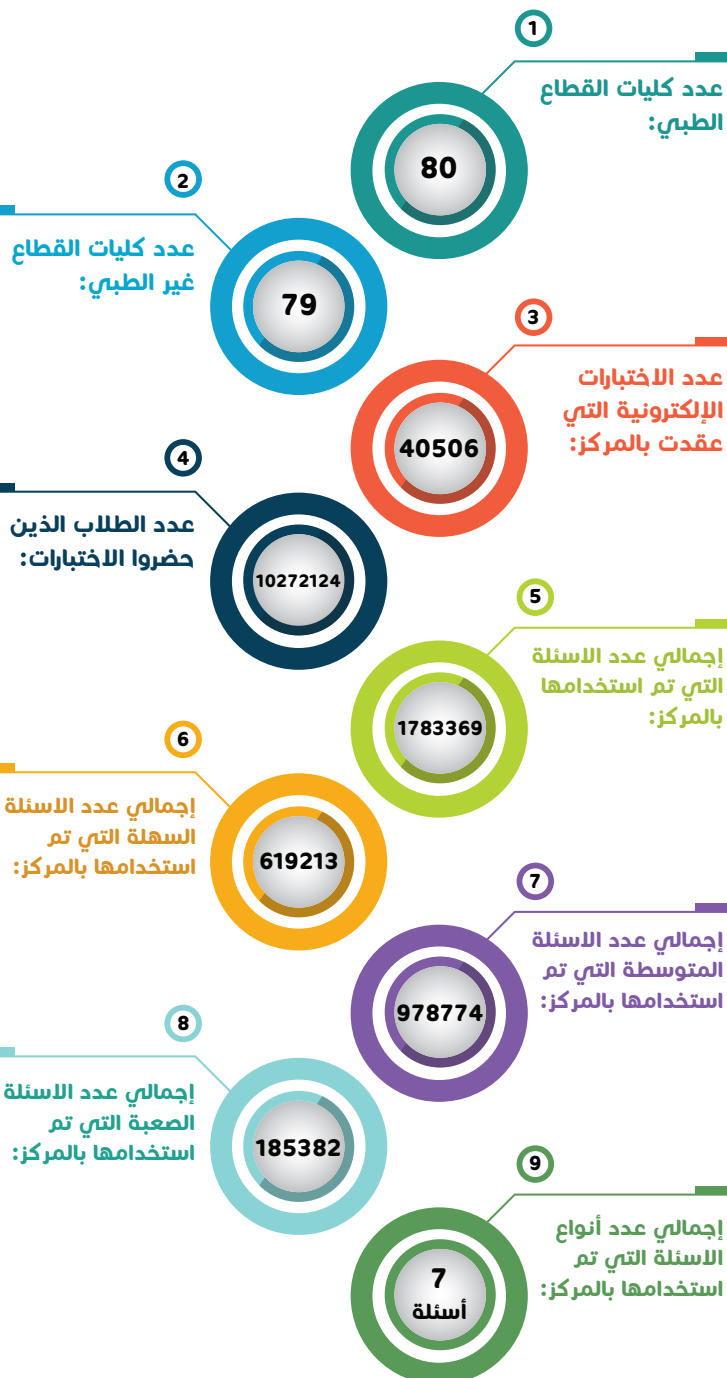 1
عدد كليات القطاع
الطبي:
80
2
عدد كليات القطاع
غير الطبي:
79
3
عدد الاختبارات
الإلكترونية التي
عقدت بالمركز:
40506
4
عدد الطلاب الذين
حضروا الاختبارات:
10272124
5
إجمالي عدد الاسئلة
التي تم استخدامها
بالمركز:
1783369
6
إجمالي عدد الاسئلة
السهلة التي تم
استخدامها بالمركز:
619213
7
إجمالي عدد الاسئلة
المتوسطة التي تم
استخدامها بالمركز:
978774
8
إجمالي عدد الاسئلة
الصعبة التي تم
استخدامها بالمركز:
185382
9
إجمالي عدد أنواع
الاسئلة التي تم
استخدامها بالمركز:
7
أسئلة